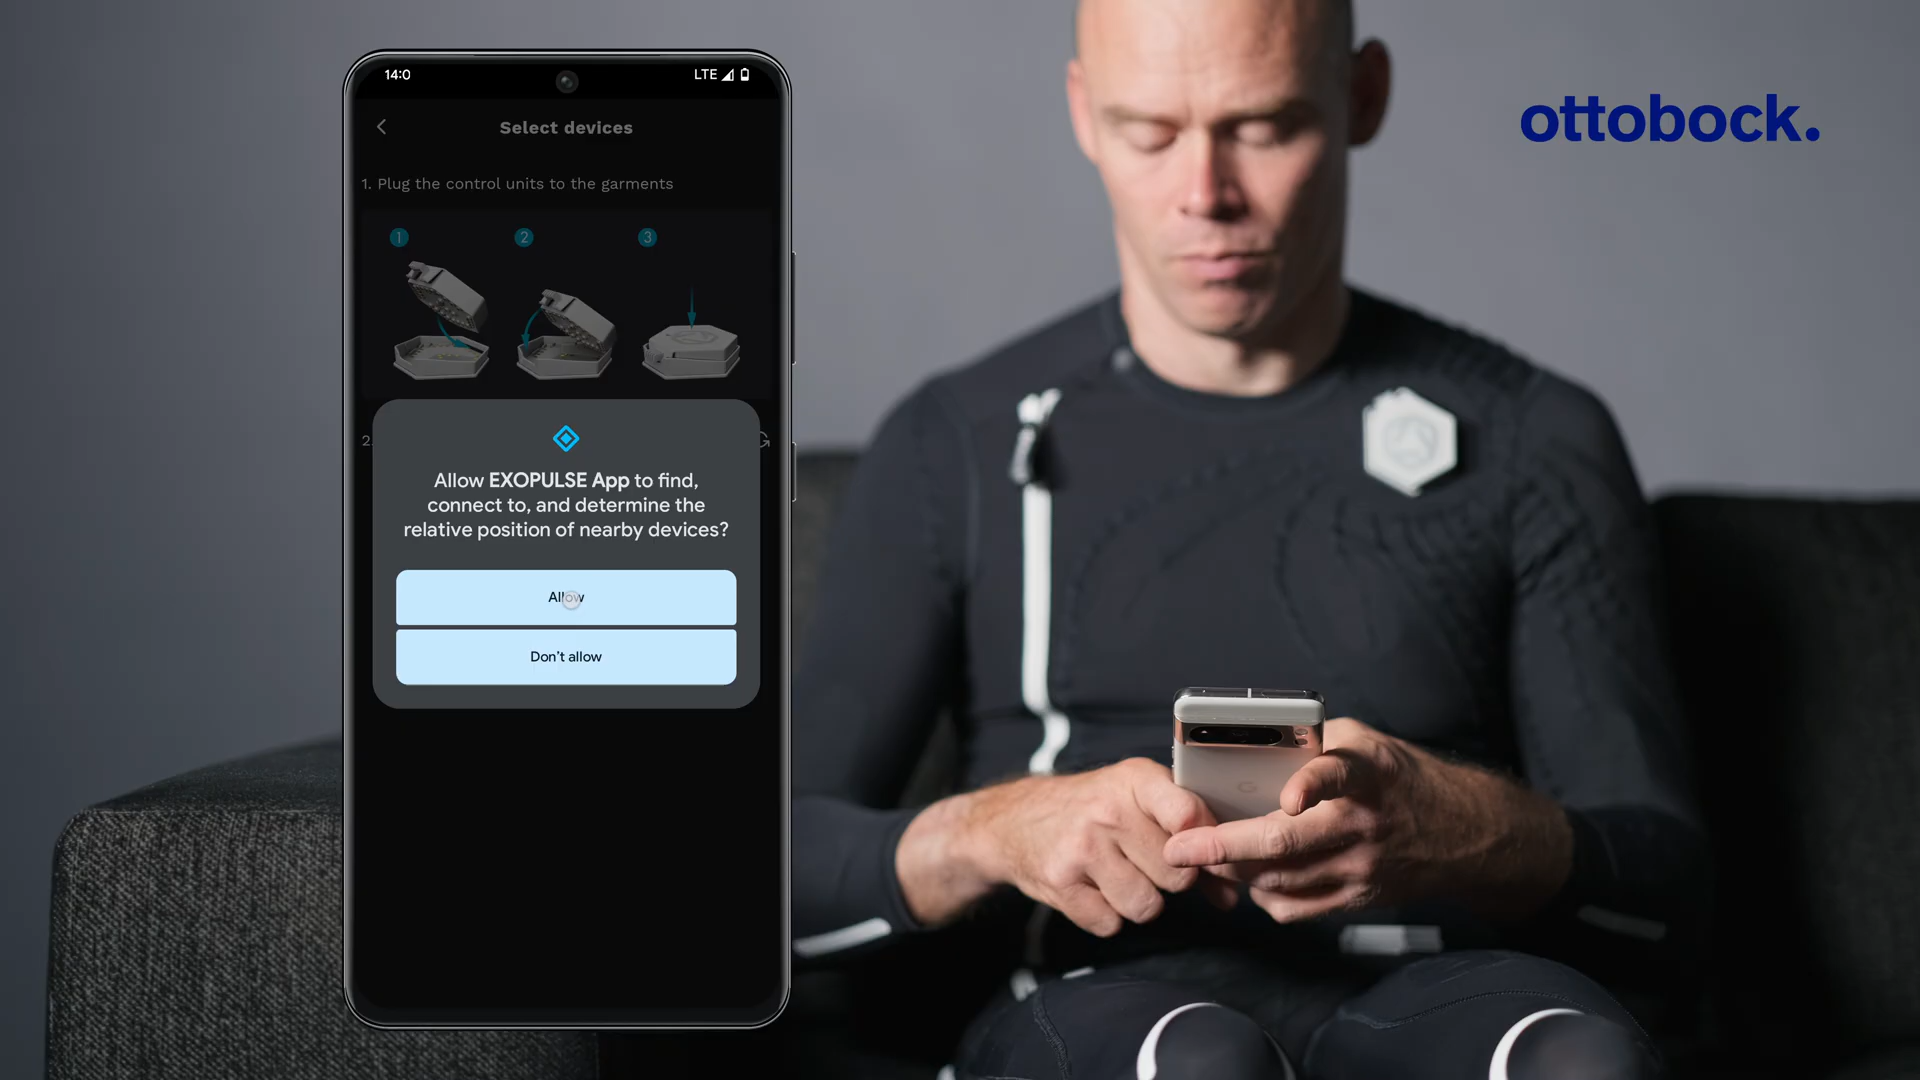 14:0
LTE
Select devices
1. Plug the control units to the garments
1
2
3
2.
Allow EXOPULSE App to find,
connect to, and determine the
relative position of nearby devices?
Allow
Don't allow
ottobock.
G